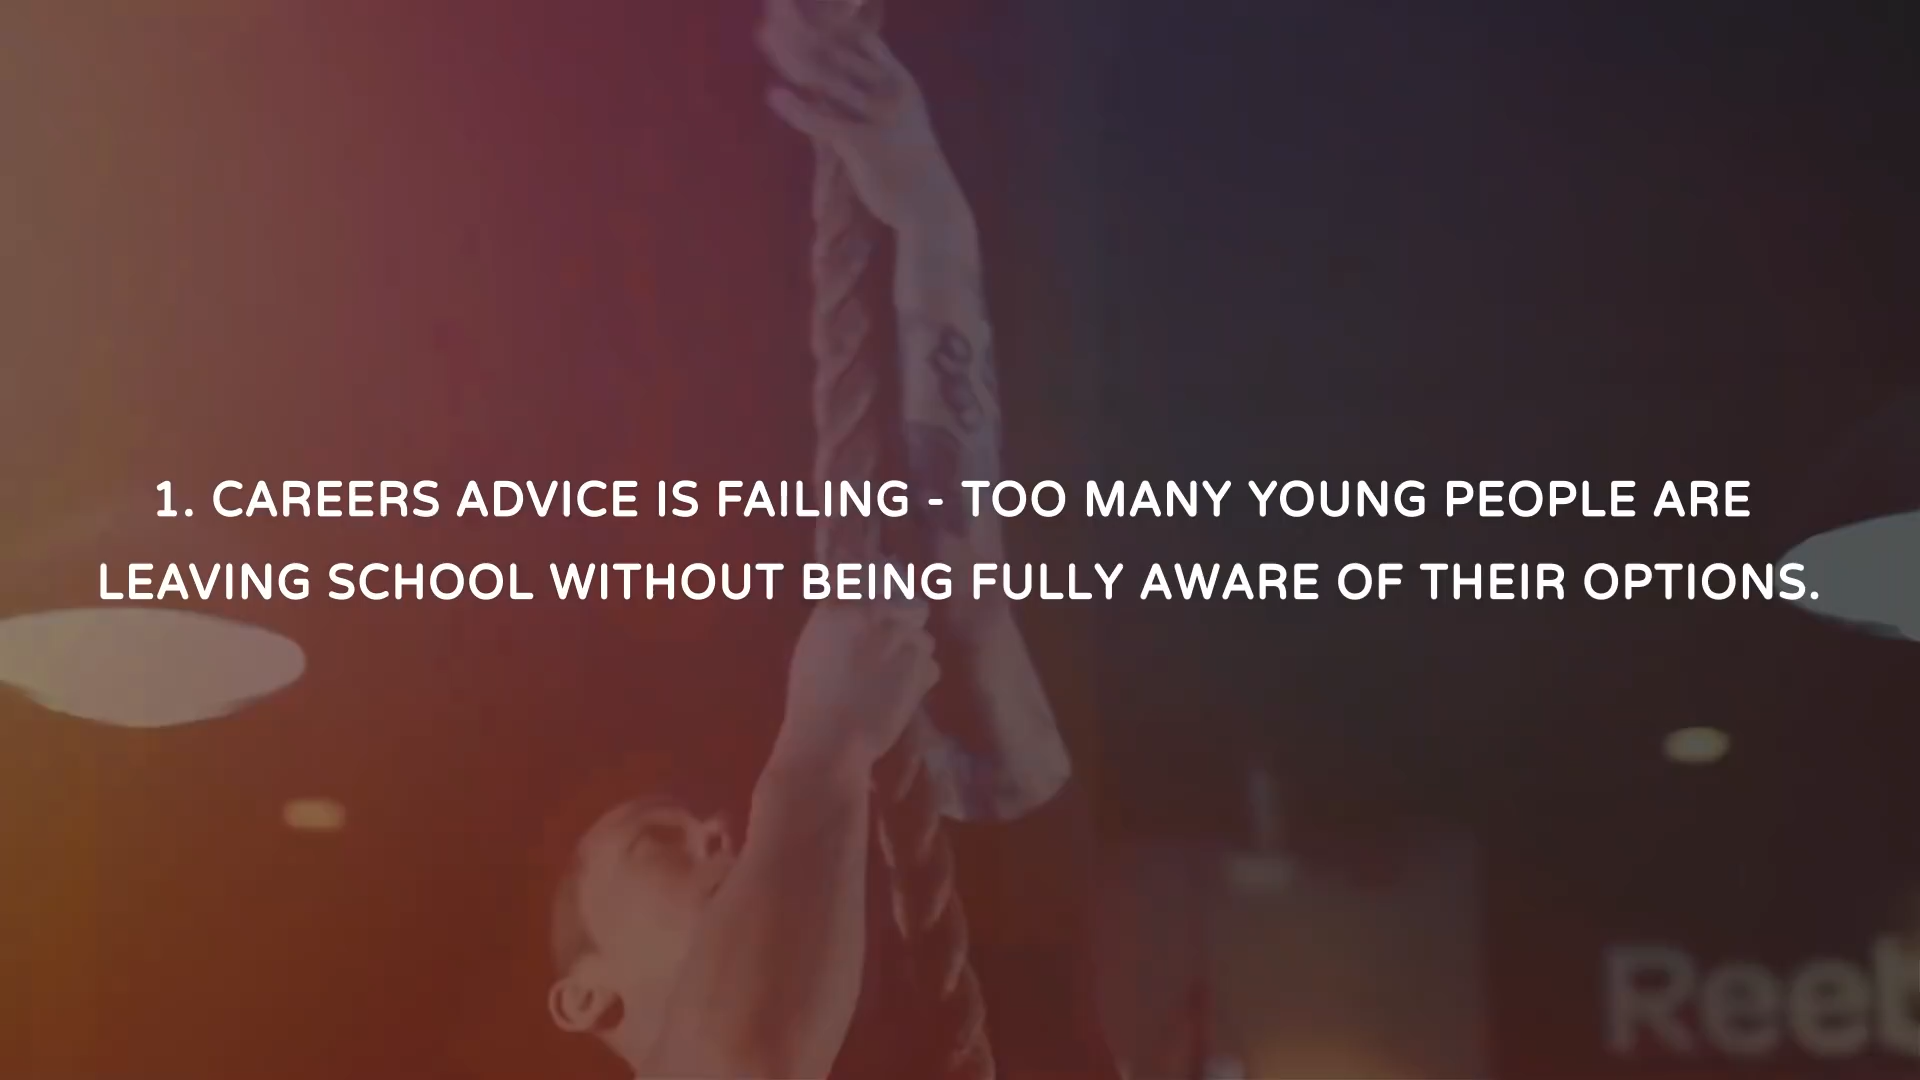 1. CAREERS ADVICE IS FAILING - TOO MANY YOUNG PEOPLE ARE
LEAVING SCHOOL WITHOUT BEING FULLY AWARE OF THEIR OPTIONS.
Reeb